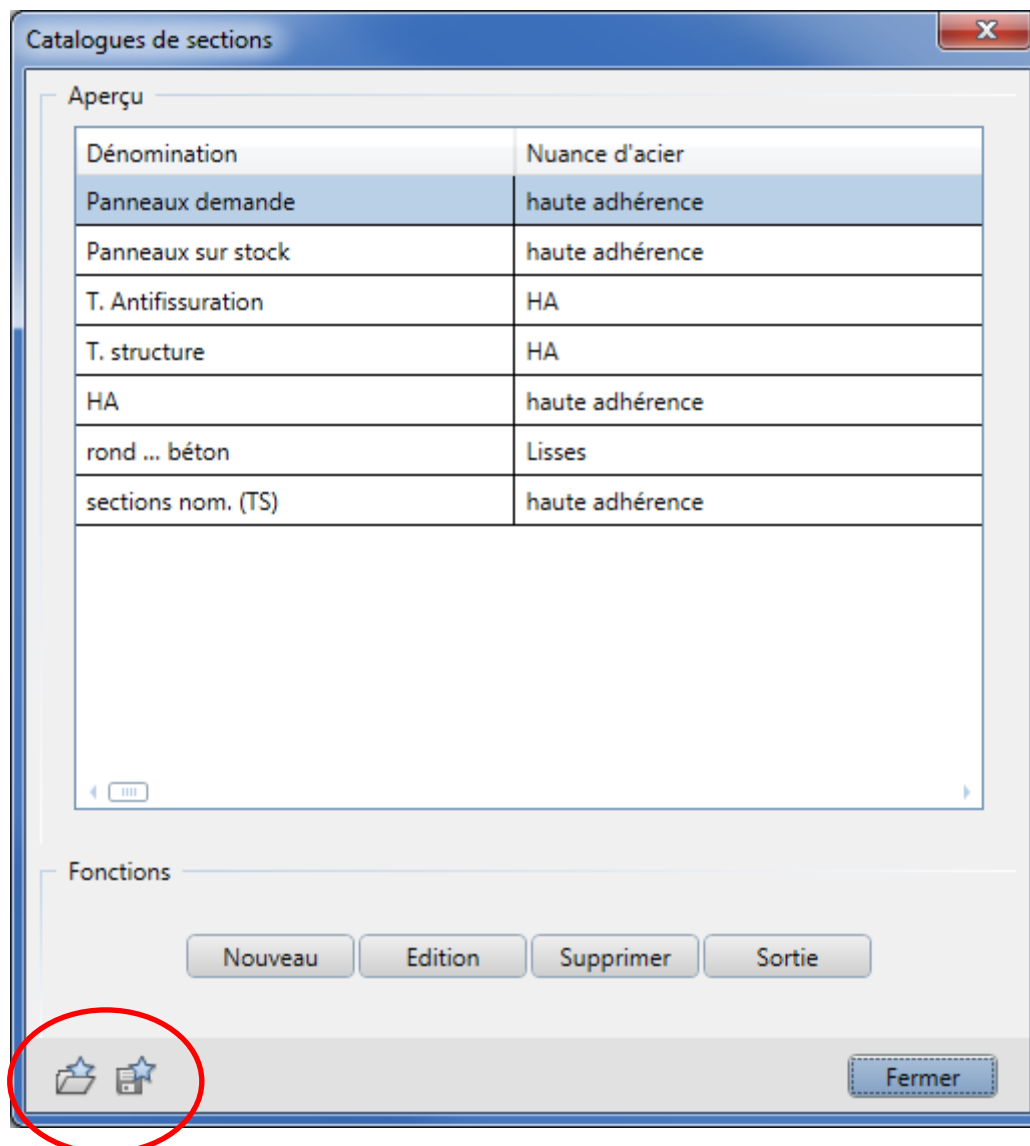 Catalogues de sections
Aperçu
Dénomination Nuance d'acier
Panneaux demande haute adhérence
Panneaux sur stock haute adhérence
T. Antifissuration HA
T. structure HA
HA haute adhérence
rond ... béton Lisses
sections nom. (TS) haute adhérence
Fonctions
Nouveau Edition Supprimer Sortie
Fermer